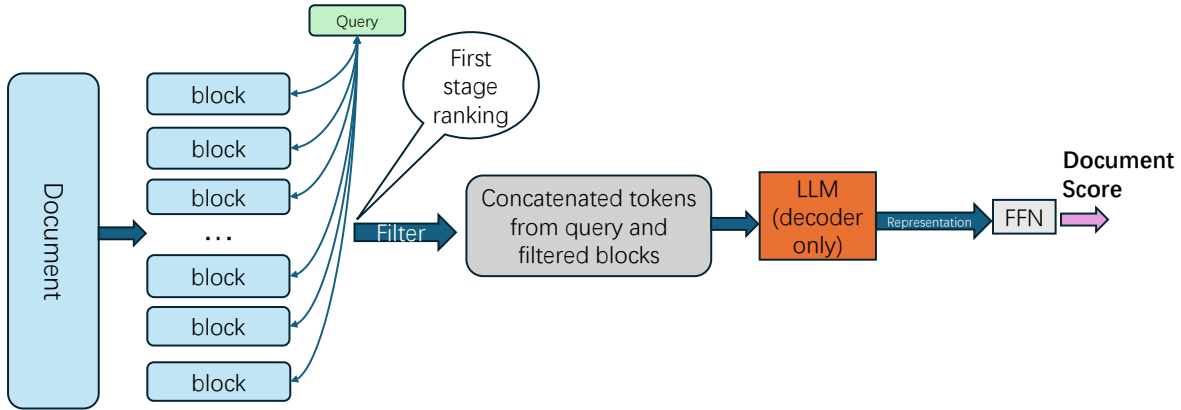 Query
First
stage
ranking
Document
block
block
block
...
block
block
block
Filter
Concatenated tokens
from query and
filtered blocks
LLM
(decoder
only)
Representation
FFN
Document
Score